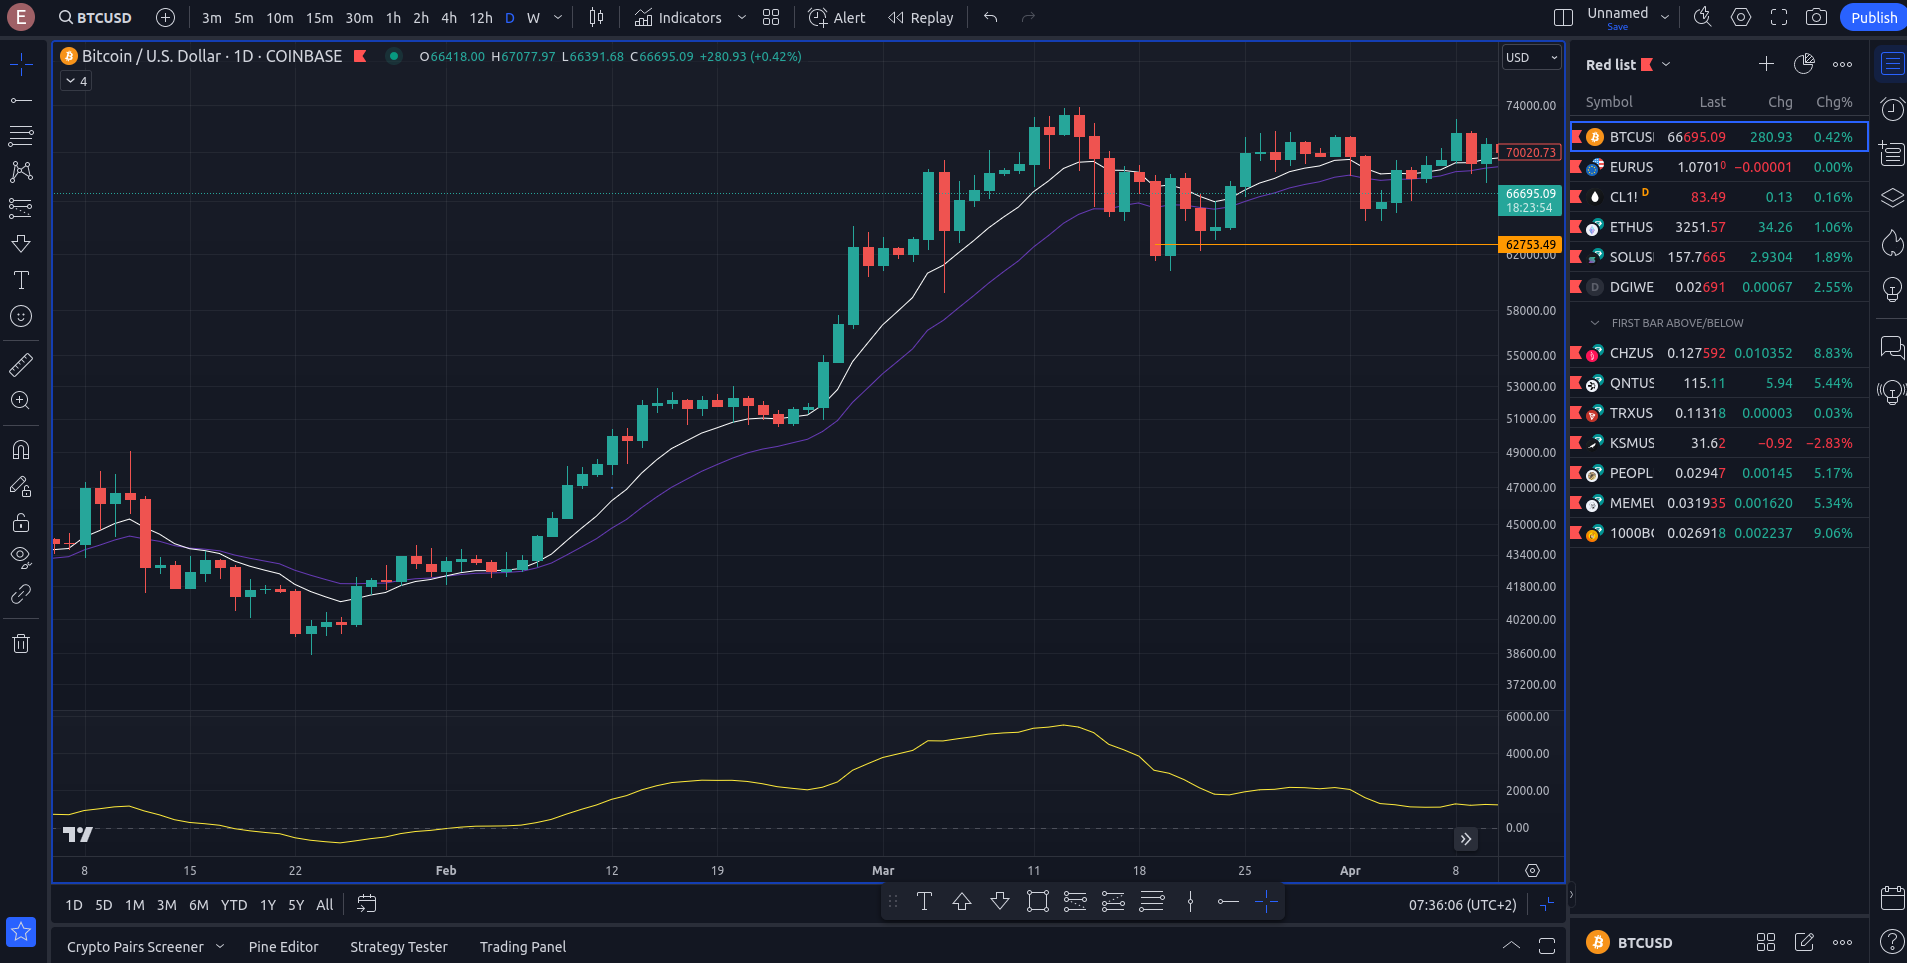 E BTCUSD 3m 5m 10m 15m 30m 1h 2h 4h 12h D W Indicators Alert Replay Unnamed Save Publish
Bitcoin / U.S. Dollar · 1D · COINBASE O66418.00 H67077.97 L66391.68 C66695.09 +280.93 (+0.42%)
4
USD
74000.00
70020.73
66695.09
18:23:54
62753.49
62000.00
58000.00
55000.00
53000.00
51000.00
49000.00
47000.00
45000.00
43400.00
41800.00
40200.00
38600.00
37200.00
6000.00
4000.00
2000.00
0.00
8 15 22 Feb 12 19 Mar 11 18 25 Apr 8
1D 5D 1M 3M 6M YTD 1Y 5Y All
T
07:36:06 (UTC+2)
Crypto Pairs Screener Pine Editor Strategy Tester Trading Panel
Red list
Symbol Last Chg Chg%
BTCUSI 66695.09 280.93 0.42%
EURUS 1.07010 −0.00001 0.00%
CL1! D 83.49 0.13 0.16%
ETHUS 3251.57 34.26 1.06%
SOLUSI 157.7665 2.9304 1.89%
D DGIWE 0.02691 0.00067 2.55%
FIRST BAR ABOVE/BELOW
CHZUS 0.127592 0.010352 8.83%
QNTUS 115.11 5.94 5.44%
TRXUS 0.11318 0.00003 0.03%
KSMUS 31.62 −0.92 −2.83%
PEOPL 0.02947 0.00145 5.17%
MEMEU 0.031935 0.001620 5.34%
1000BO 0.026918 0.002237 9.06%
BTCUSD